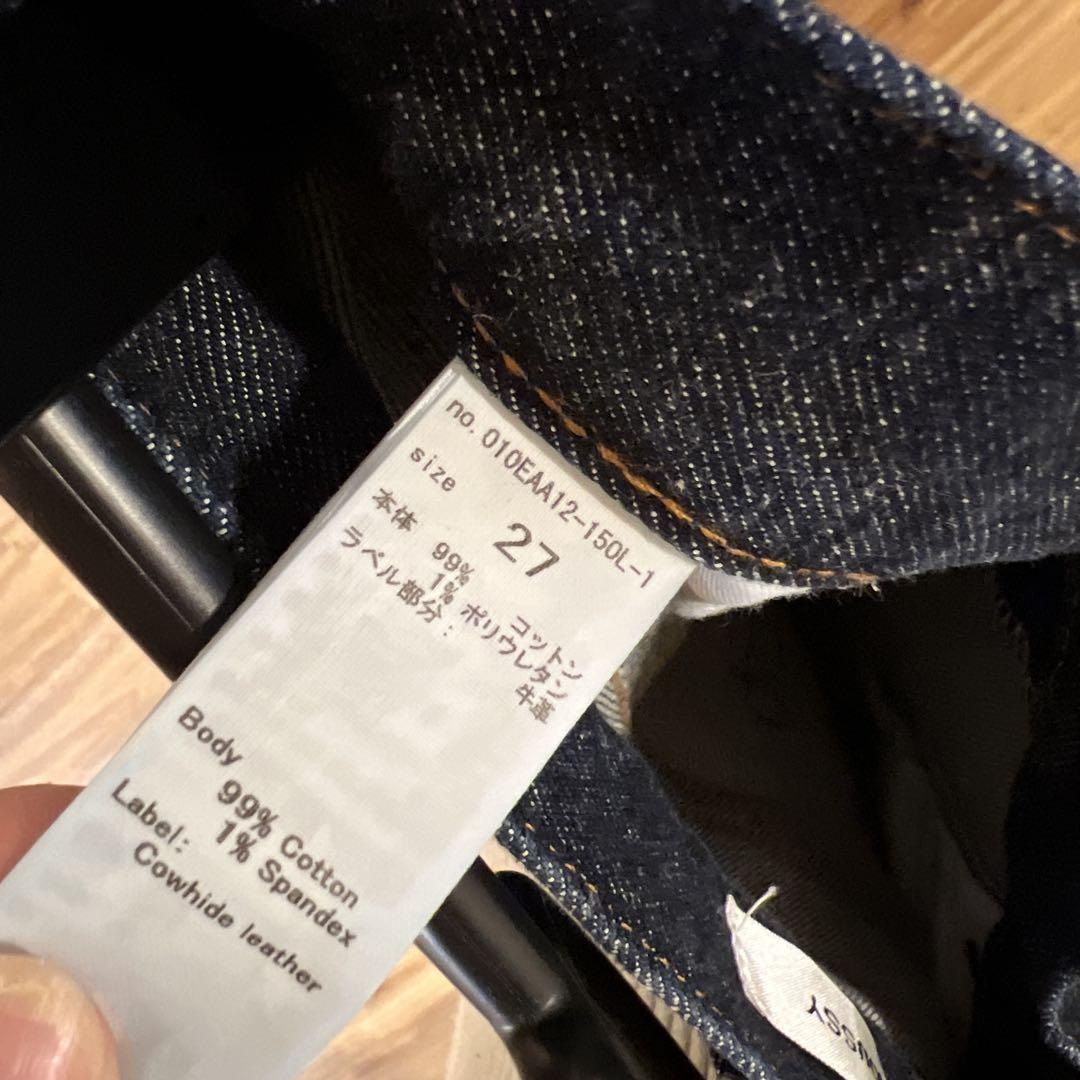 no. 010EAA12-150L-1
size 27
本体 99% コットン
1% ポリウレタン
ラベル部分: 牛革
Body
99% Cotton
1% Spandex
Label:
Cowhide leather